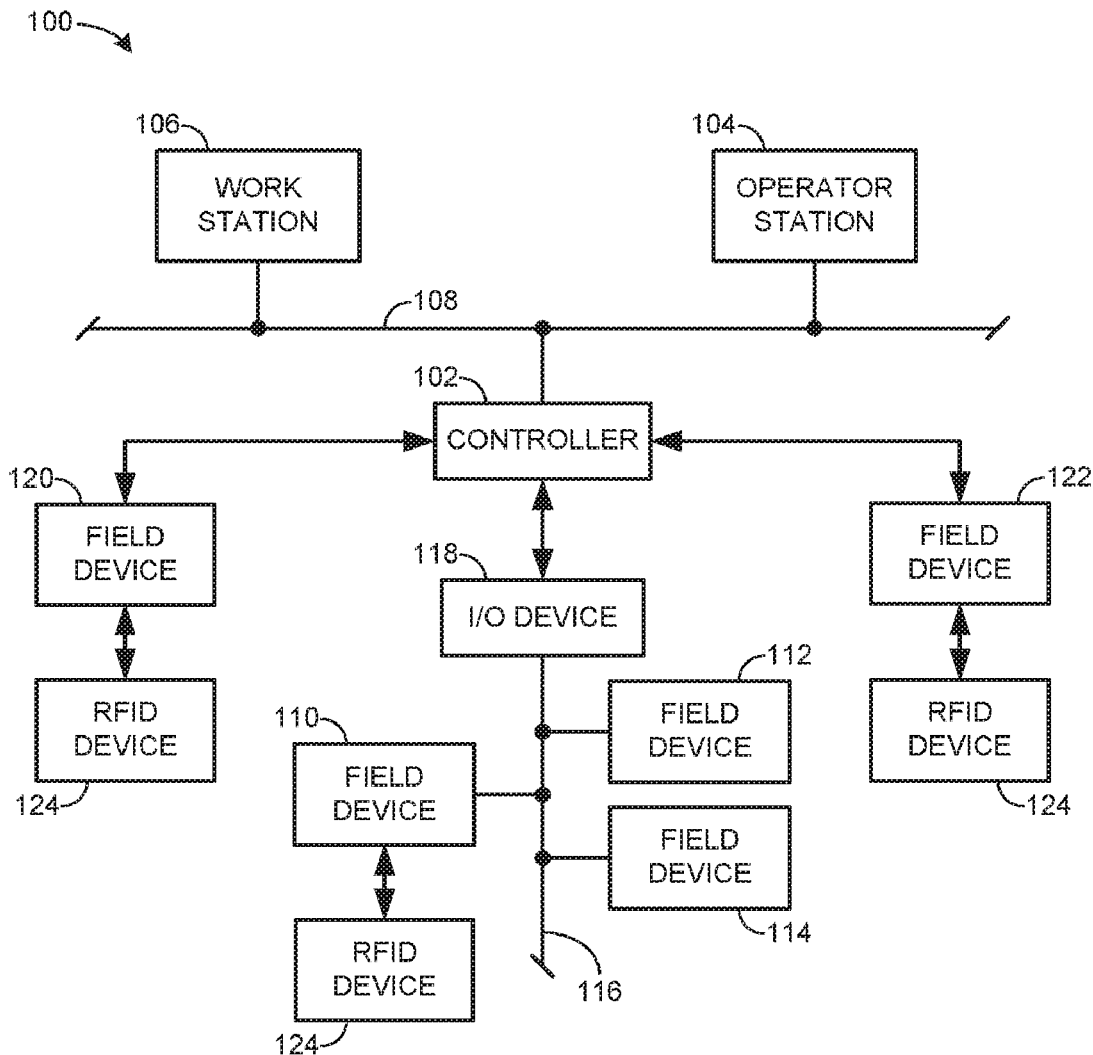 100
106
104
WORK
STATION
OPERATOR
STATION
108
102
CONTROLLER
120
122
FIELD
DEVICE
FIELD
DEVICE
118
I/O DEVICE
112
RFID
DEVICE
110
FIELD
DEVICE
RFID
DEVICE
124
FIELD
DEVICE
124
FIELD
DEVICE
114
RFID
DEVICE
116
124